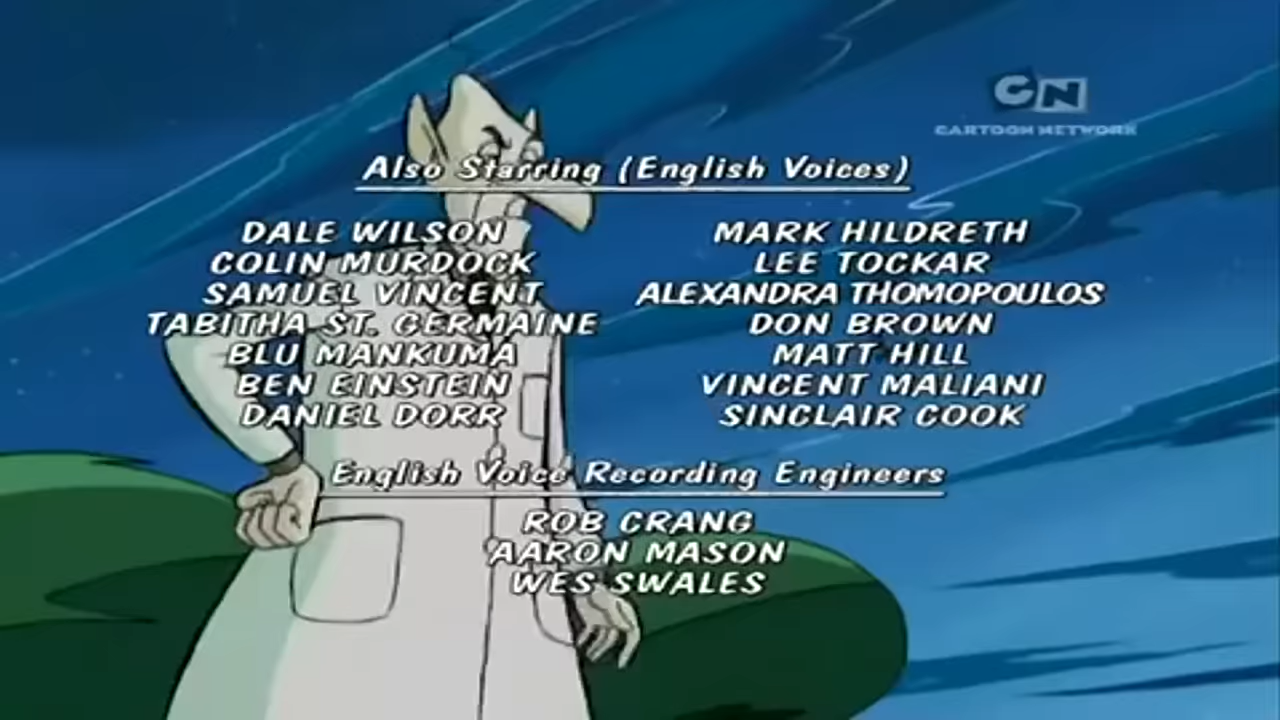 CN
CARTOON NETWORK
Also Starring (English Voices)
DALE WILSON
COLIN MURDOCK
SAMUEL VINCENT
TABITHA ST. GERMAINE
BLU MANKUMA
BEN EINSTEIN
DANIEL DORR
MARK HILDRETH
LEE TOCKAR
ALEXANDRA THOMOPOULOS
DON BROWN
MATT HILL
VINCENT MALIANI
SINCLAIR COOK
English Voice Recording Engineers
ROB CRANG
AARON MASON
WES SWALES